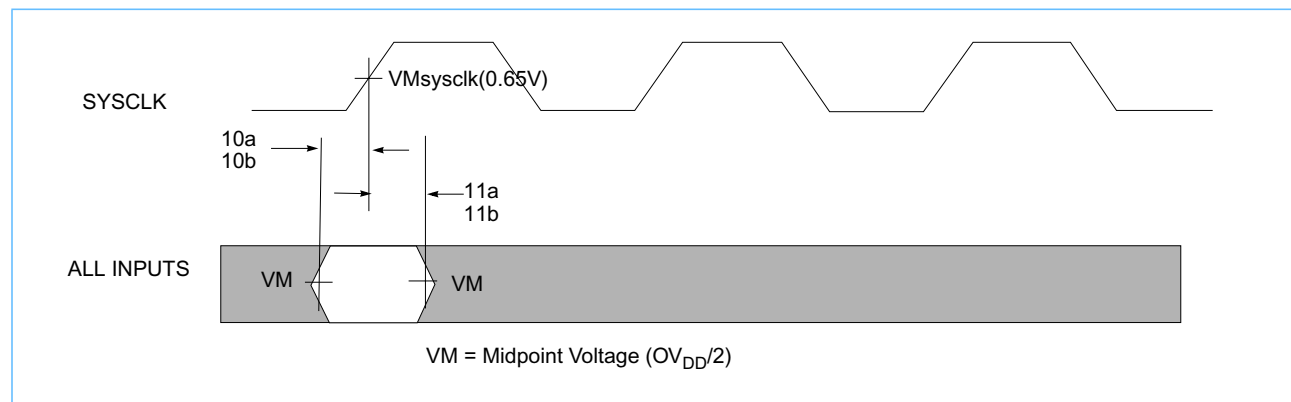 VMsysclk(0.65V)
SYSCLK
10a
10b
11a
11b
ALL INPUTS
VM
VM
VM = Midpoint Voltage (OVDD/2)